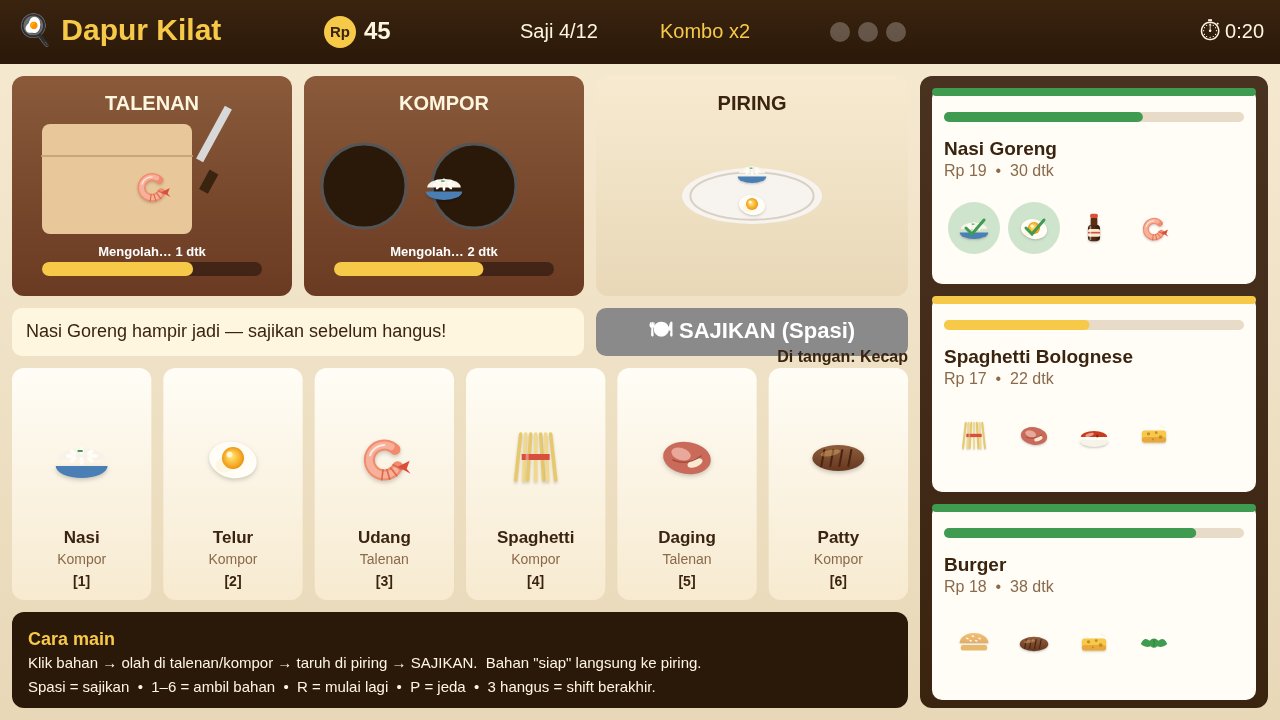 Dapur Kilat
Rp 45
Saji 4/12
Kombo x2
0:20
TALENAN
Mengolah… 1 dtk
KOMPOR
Mengolah… 2 dtk
PIRING
Nasi Goreng hampir jadi — sajikan sebelum hangus!
SAJIKAN (Spasi)
Di tangan: Kecap
Nasi
Kompor
[1]
Telur
Kompor
[2]
Udang
Talenan
[3]
Spaghetti
Kompor
[4]
Daging
Talenan
[5]
Patty
Kompor
[6]
Cara main
Klik bahan → olah di talenan/kompor → taruh di piring → SAJIKAN. Bahan "siap" langsung ke piring.
Spasi = sajikan • 1–6 = ambil bahan • R = mulai lagi • P = jeda • 3 hangus = shift berakhir.
Nasi Goreng
Rp 19 • 30 dtk
Spaghetti Bolognese
Rp 17 • 22 dtk
Burger
Rp 18 • 38 dtk